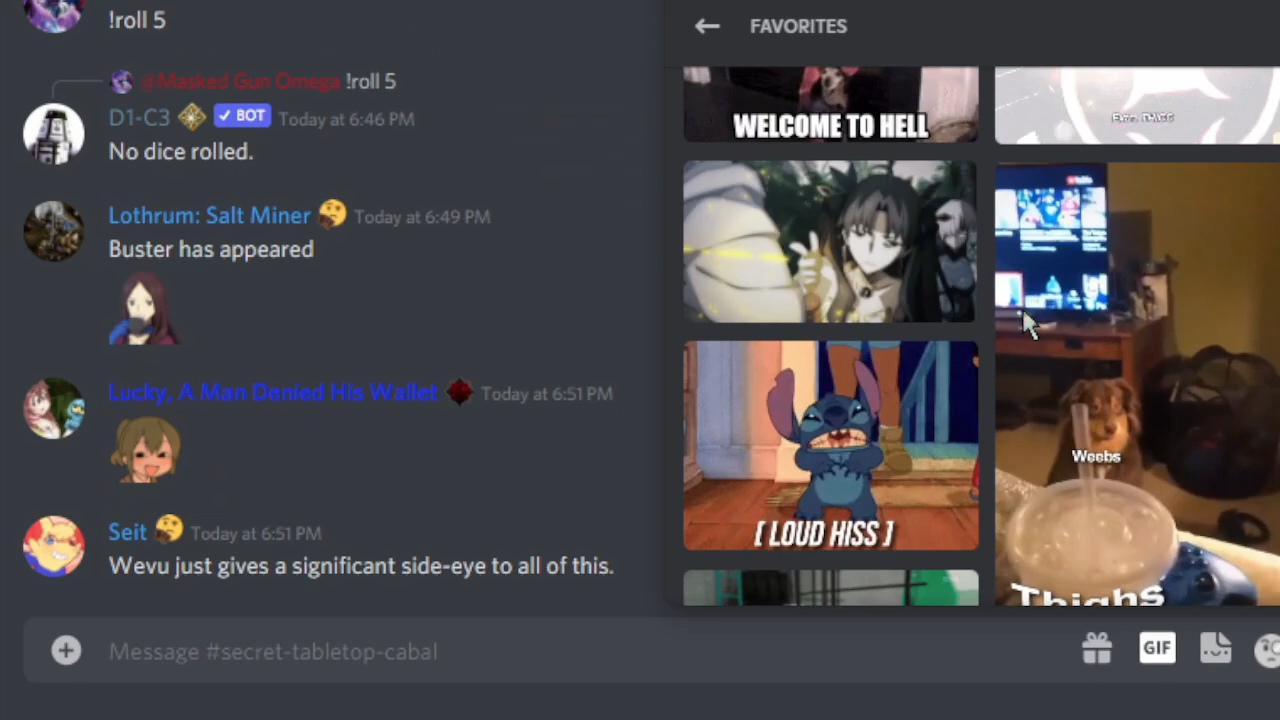 !roll 5
@Masked Gun Omega !roll 5
D1-C3 ✓ BOT Today at 6:46 PM
No dice rolled.
Lothrum: Salt Miner Today at 6:49 PM
Buster has appeared
Lucky, A Man Denied His Wallet Today at 6:51 PM
Seit Today at 6:51 PM
Wevu just gives a significant side-eye to all of this.
Message #secret-tabletop-cabal
GIF
FAVORITES
WELCOME TO HELL
[ LOUD HISS ]
Weebs
Thighs